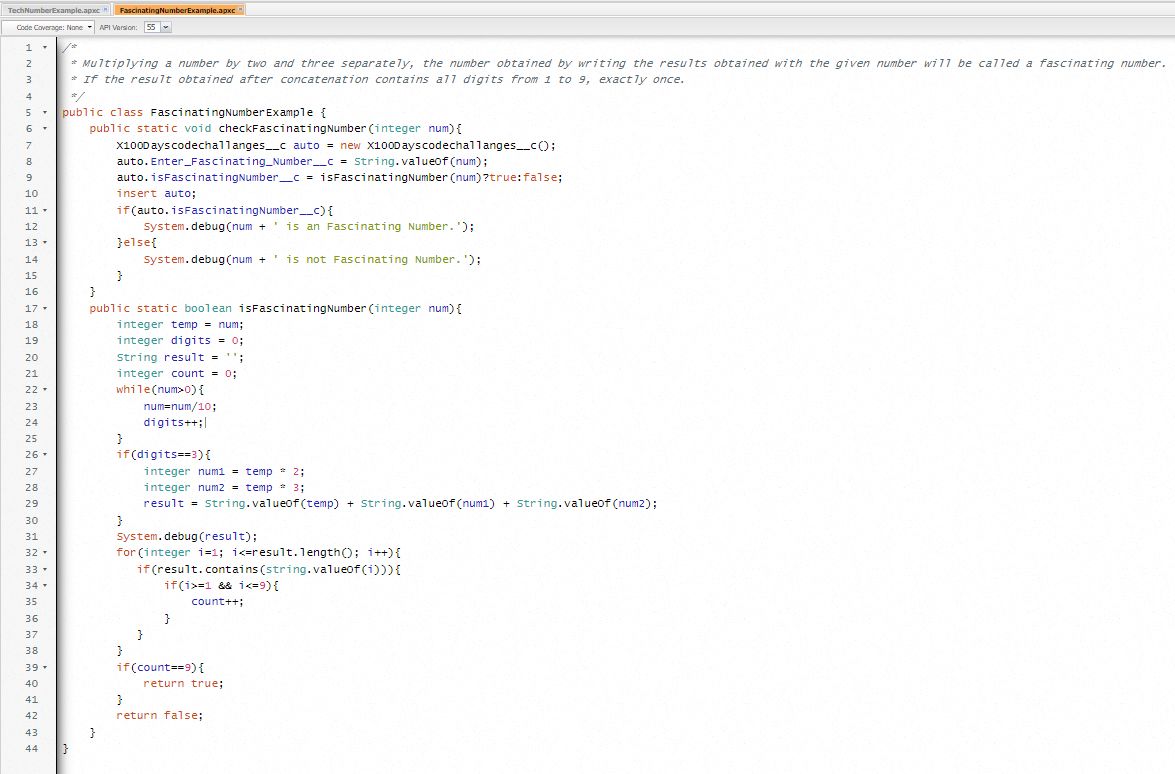 TechNumberExample.apxc FascinatingNumberExample.apxc
Code Coverage: None API Version: 55
1 /*
2 * Multiplying a number by two and three separately, the number obtained by writing the results obtained with the given number will be called a fascinating number.
3 * If the result obtained after concatenation contains all digits from 1 to 9, exactly once.
4 */
5 public class FascinatingNumberExample {
6 public static void checkFascinatingNumber(integer num){
7 X100Dayscodechallanges__c auto = new X100Dayscodechallanges__c();
8 auto.Enter_Fascinating_Number__c = String.valueOf(num);
9 auto.isFascinatingNumber__c = isFascinatingNumber(num)?true:false;
10 insert auto;
11 if(auto.isFascinatingNumber__c){
12 System.debug(num + ' is an Fascinating Number.');
13 }else{
14 System.debug(num + ' is not Fascinating Number.');
15 }
16 }
17 public static boolean isFascinatingNumber(integer num){
18 integer temp = num;
19 integer digits = 0;
20 String result = '';
21 integer count = 0;
22 while(num>0){
23 num=num/10;
24 digits++;
25 }
26 if(digits==3){
27 integer num1 = temp * 2;
28 integer num2 = temp * 3;
29 result = String.valueOf(temp) + String.valueOf(num1) + String.valueOf(num2);
30 }
31 System.debug(result);
32 for(integer i=1; i<=result.length(); i++){
33 if(result.contains(string.valueOf(i))){
34 if(i>=1 && i<=9){
35 count++;
36 }
37 }
38 }
39 if(count==9){
40 return true;
41 }
42 return false;
43 }
44 }